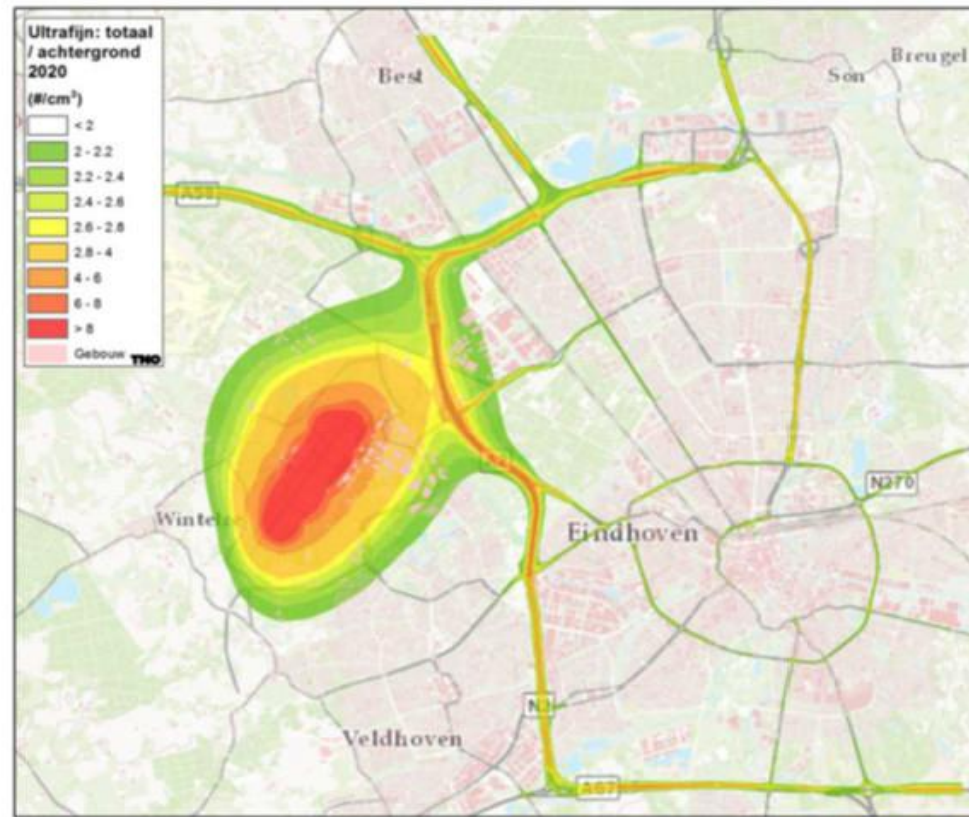 Ultrafijn: totaal
/ achtergrond
2020
(#/cm³)
< 2
2 - 2.2
2.2 - 2.4
2.4 - 2.6
2.6 - 2.8
2.8 - 4
4 - 6
6 - 8
> 8
Gebouw TNO
Best
Son
Breugel
A58
N270
Eindhoven
N2
Veldhoven
A67